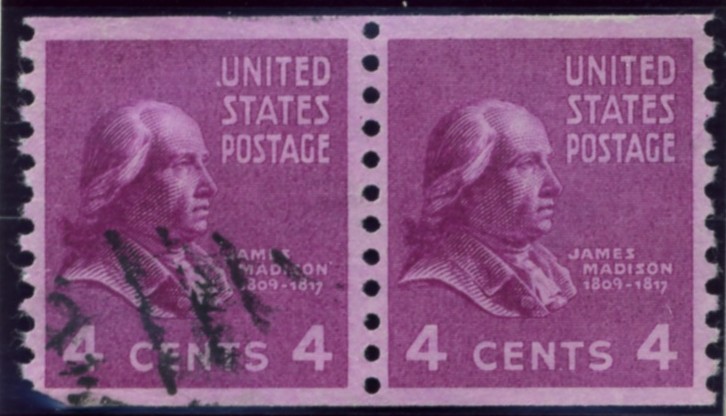 UNITED
STATES
POSTAGE
JAMES
MADISON
1809-1817
4 CENTS 4
UNITED
STATES
POSTAGE
JAMES
MADISON
1809-1817
4 CENTS 4